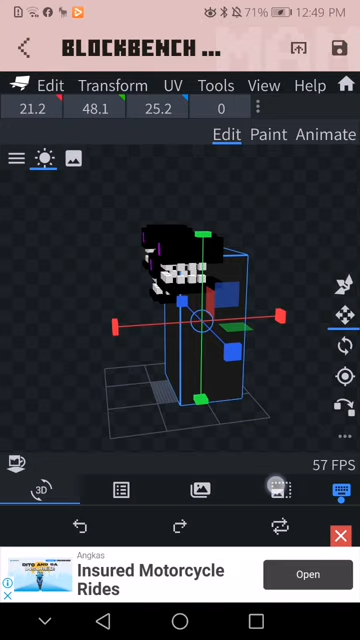 71% 12:49 PM
BLOCKBENCH ...
Edit Transform UV Tools View Help
21.2 48.1 25.2 0
Edit Paint Animate
57 FPS
3D
Angkas
Insured Motorcycle
Rides
Open